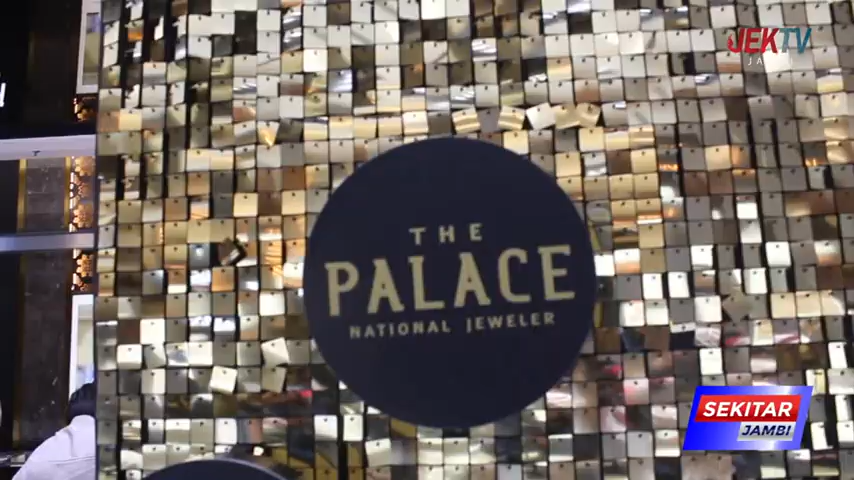 JEKTV
THE
PALACE
NATIONAL JEWELER
SEKITAR
JAMBI